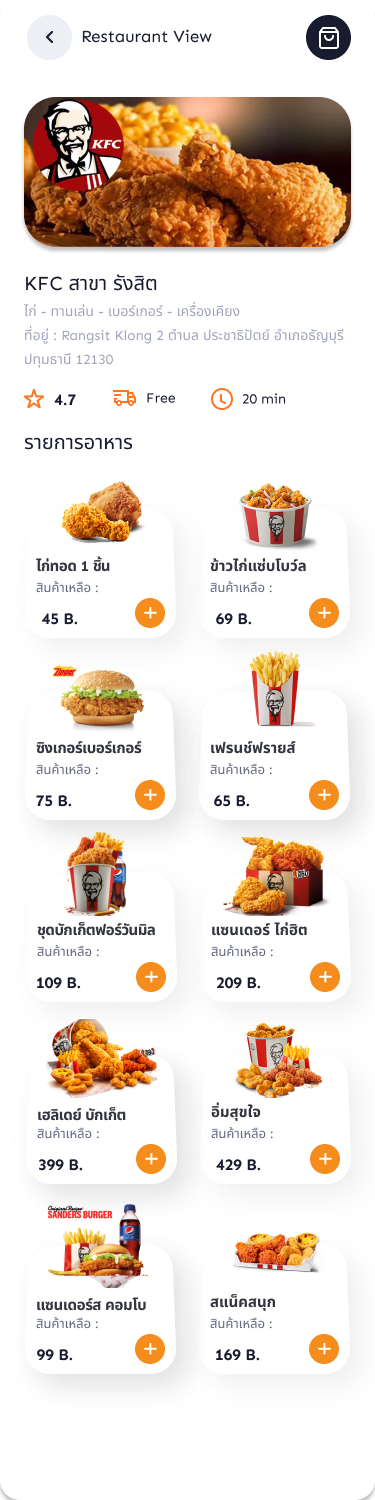 Restaurant View
KFC
KFC สาขา รังสิต
ไก่ - ทานเล่น - เบอร์เกอร์ - เครื่องเคียง
ที่อยู่ : Rangsit Klong 2 ตำบล ประชาธิปัตย์ อำเภอธัญบุรี
ปทุมธานี 12130
4.7 Free 20 min
รายการอาหาร
ไก่ทอด 1 ชิ้น
สินค้าเหลือ :
45 B.
ข้าวไก่แซ่บโบว์ล
สินค้าเหลือ :
69 B.
Zinger
ซิงเกอร์เบอร์เกอร์
สินค้าเหลือ :
75 B.
เฟรนช์ฟรายส์
สินค้าเหลือ :
65 B.
ชุดบักเก็ตฟอร์วันมีล
สินค้าเหลือ :
109 B.
แซนเดอร์ ไก่ฮิต
สินค้าเหลือ :
209 B.
เฮลิเดย์ บักเก็ต
สินค้าเหลือ :
399 B.
อิ่มสุขใจ
สินค้าเหลือ :
429 B.
Original Recipe
SANDERS BURGER
แซนเดอร์ส คอมโบ
สินค้าเหลือ :
99 B.
สแน็คสนุก
สินค้าเหลือ :
169 B.